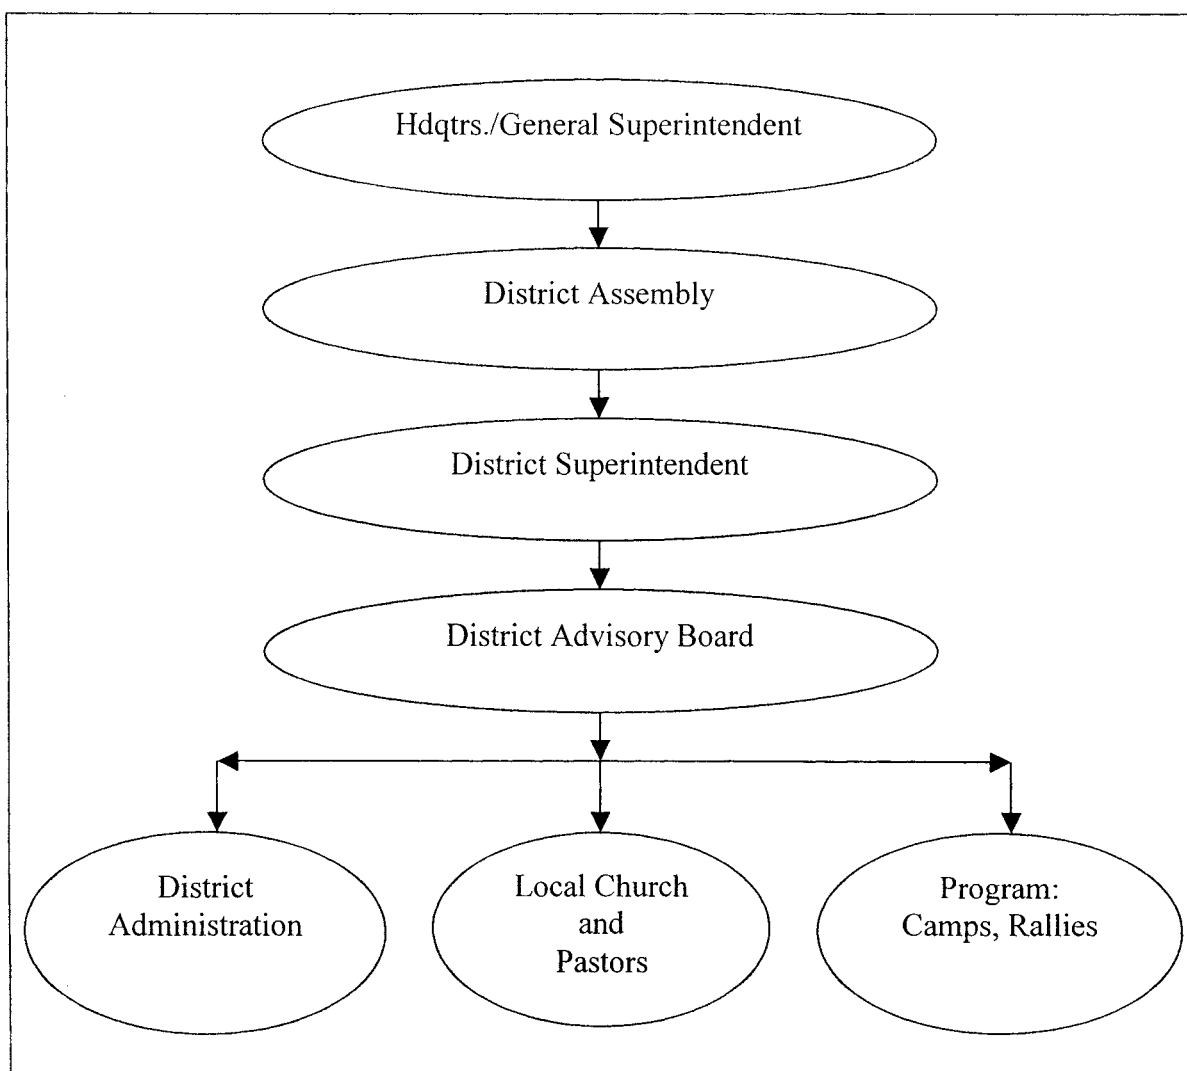 Hdqtrs./General Superintendent
District Assembly
District Superintendent
District Advisory Board
District
Administration
Local Church
and
Pastors
Program:
Camps, Rallies